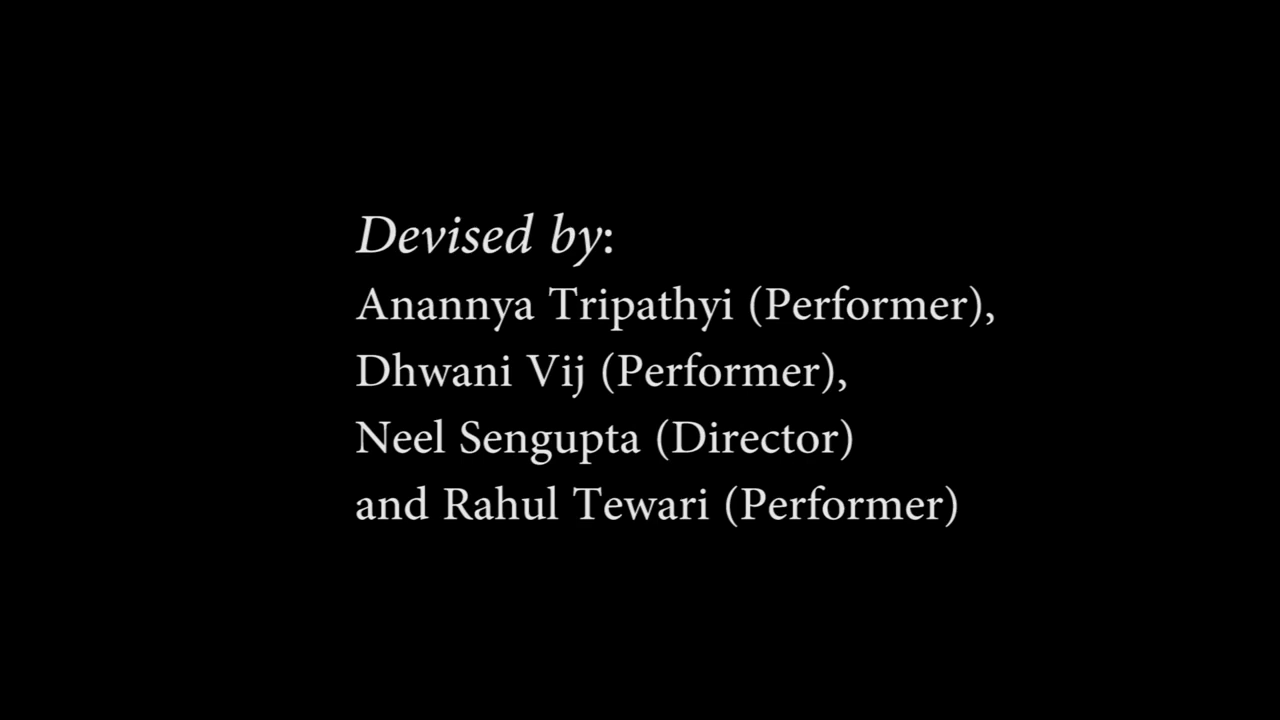 Devised by:
Anannya Tripathyi (Performer),
Dhwani Vij (Performer),
Neel Sengupta (Director)
and Rahul Tewari (Performer)